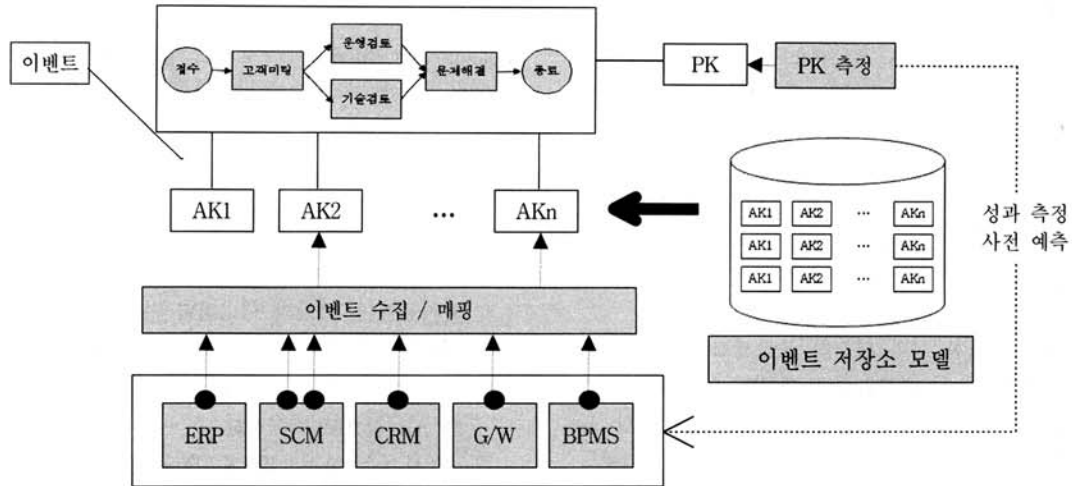 이벤트
접수
고객미팅
운영검토
기술검토
문제해결
종료
PK
PK 측정
AK1
AK2
...
AKn
AK1 AK2 ... AKn
AK1 AK2 ... AKn
AK1 AK2 ... AKn
성과 측정
사전 예측
이벤트 수집 / 매핑
이벤트 저장소 모델
ERP
SCM
CRM
G/W
BPMS